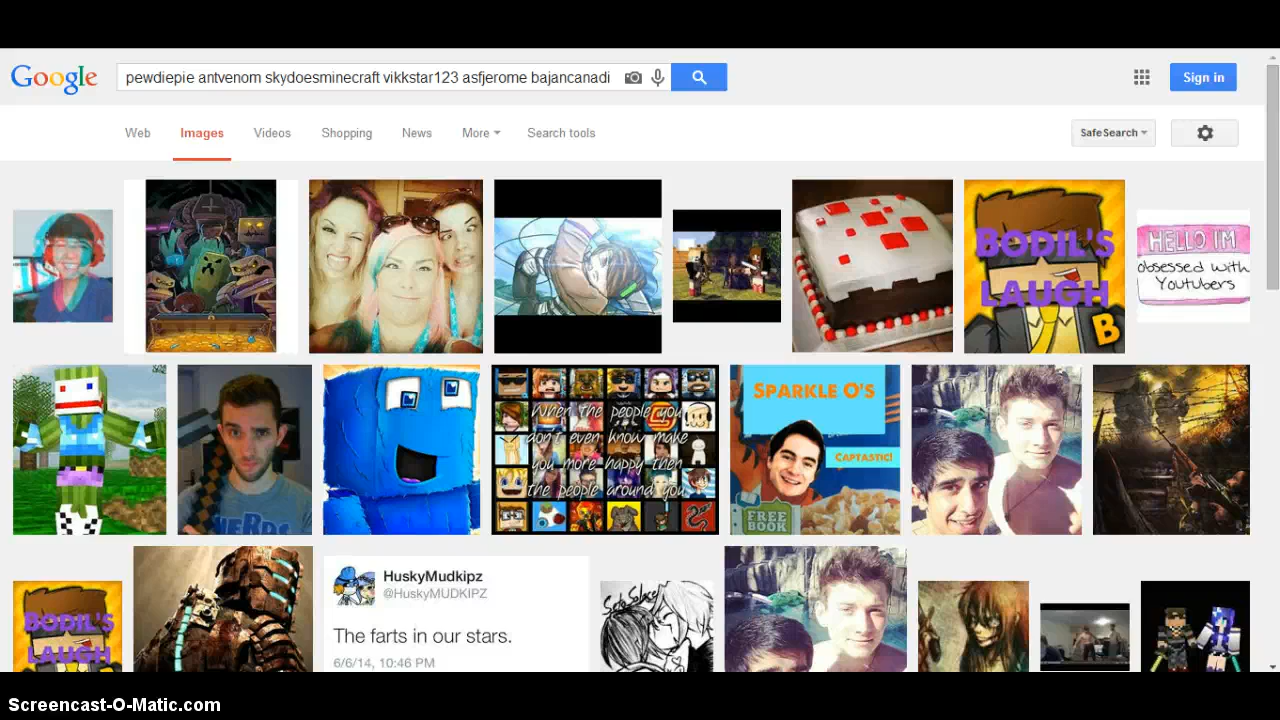 Google
pewdiepie antvenom skydoesminecraft vikkstar123 asfjerome bajancanadi
Sign in
Web Images Videos Shopping News More Search tools
SafeSearch
BODIL'S
LAUGH
B
HELLO IM
obsessed with
Youtubers
NERDS
When the people you
don't even know make
you more happy then
the people around you
SPARKLE O'S
CAPTASTIC!
FREE
BOOK
BODIL'S
LAUGH
HuskyMudkipz
@HuskyMUDKIPZ
The farts in our stars.
6/6/14, 10:46 PM
Screencast-O-Matic.com